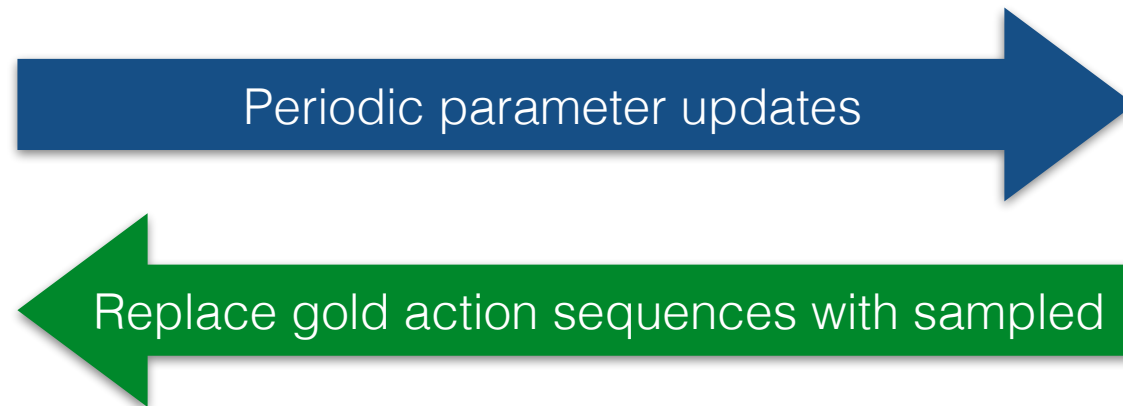 Periodic parameter updates
Replace gold action sequences with sampled